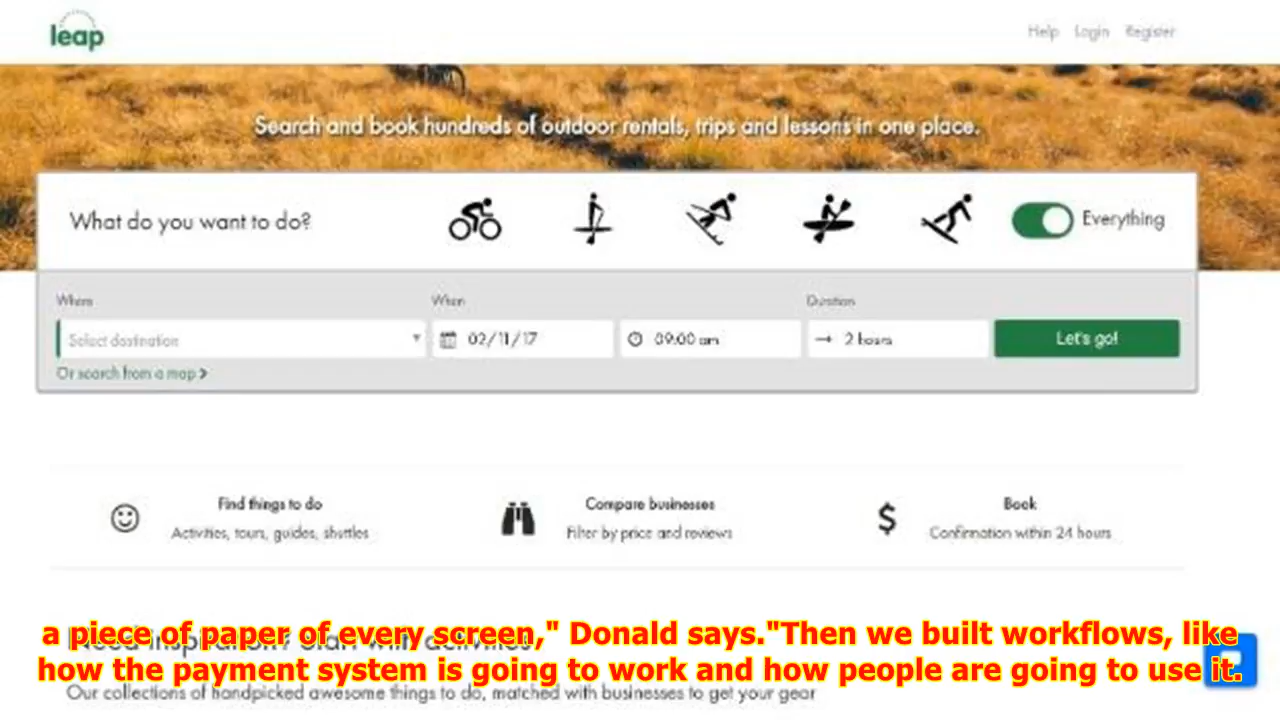 leap
Help Login Register
Search and book hundreds of outdoor rentals, trips and lessons in one place.
What do you want to do?
Everything
Where
When
Duration
Select destination
02/11/17
09:00 am
2 hours
Let's go!
Or search from a map
Find things to do
Activities, tours, guides, shuttles
Compare businesses
Filter by price and reviews
Book
Confirmation within 24 hours
Need inspiration? Start with activities
a piece of paper of every screen," Donald says."Then we built workflows, like
how the payment system is going to work and how people are going to use it.
Our collections of handpicked awesome things to do, matched with businesses to get your gear